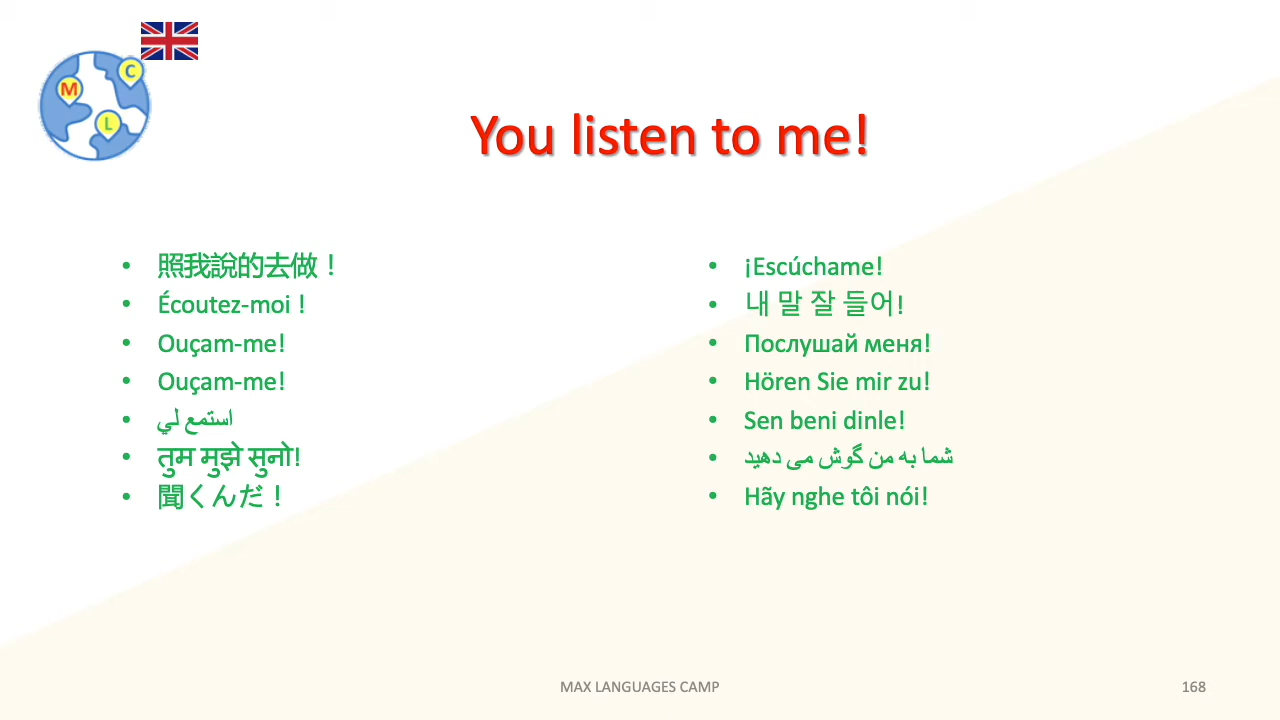 M
C
L
You listen to me!
• 照我說的去做！
• Écoutez-moi !
• Ouçam-me!
• Ouçam-me!
• استمع لي
• तुम मुझे सुनो!
• 聞くんだ！
• ¡Escúchame!
• 내 말 잘 들어!
• Послушай меня!
• Hören Sie mir zu!
• Sen beni dinle!
• شما به من گوش می دهید
• Hãy nghe tôi nói!
MAX LANGUAGES CAMP
168